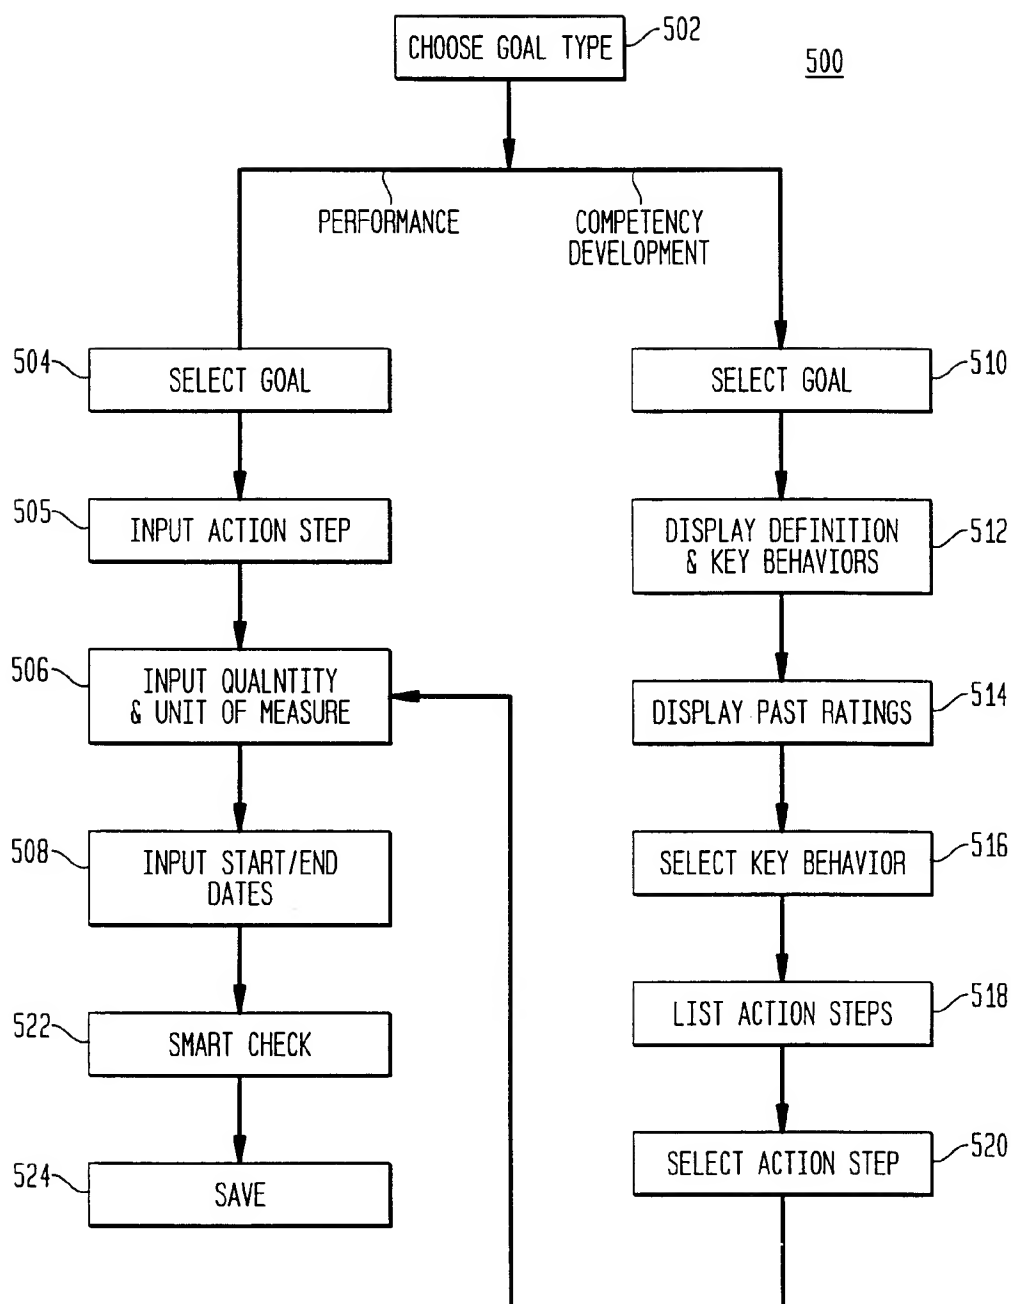 CHOOSE GOAL TYPE
502
500
PERFORMANCE
COMPETENCY
DEVELOPMENT
504
SELECT GOAL
505
INPUT ACTION STEP
506
INPUT QUALNTITY
& UNIT OF MEASURE
508
INPUT START/END
DATES
522
SMART CHECK
524
SAVE
SELECT GOAL
510
DISPLAY DEFINITION
& KEY BEHAVIORS
512
DISPLAY PAST RATINGS
514
SELECT KEY BEHAVIOR
516
LIST ACTION STEPS
518
SELECT ACTION STEP
520